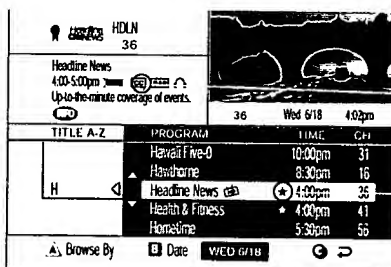 Headline News HDLN
36
Headline News
4:00-5:00pm
Up-to-the-minute coverage of events.
36 Wed 6/18 4:02pm
TITLE A-Z PROGRAM TIME CH
Hawaii Five-0 10:00pm 31
Hawthorne 8:30pm 16
H Headline News 4:00pm 36
Health & Fitness 4:00pm 41
Hometime 5:30pm 56
A Browse By B Date WED 6/18